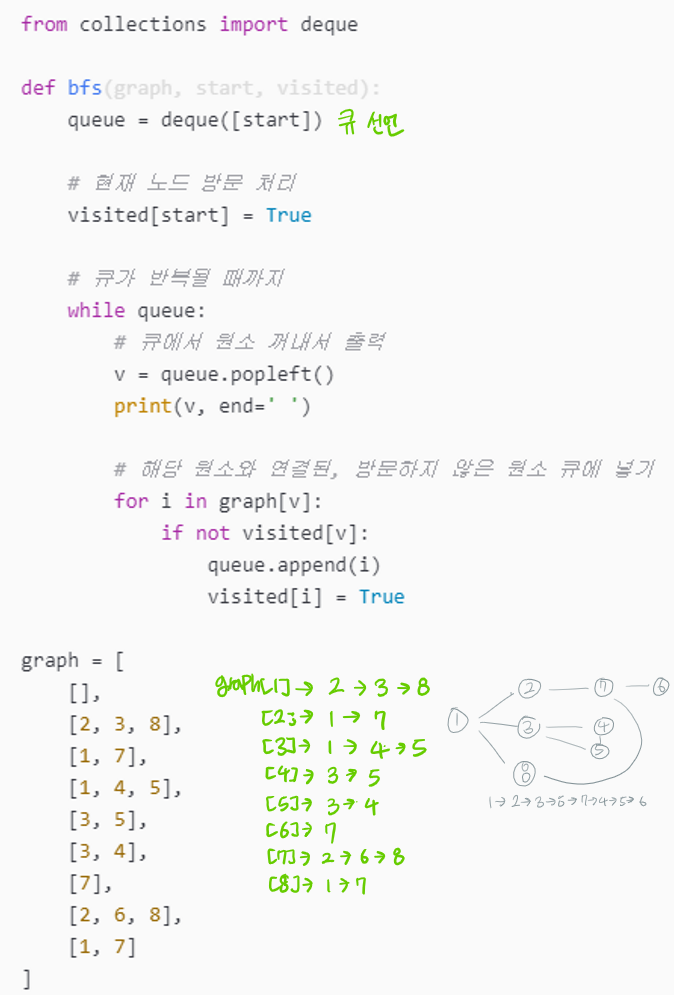 from collections import deque
def bfs(graph, start, visited):
queue = deque([start]) 큐 선언
# 현재 노드 방문 처리
visited[start] = True
# 큐가 반복될 때까지
while queue:
# 큐에서 원소 꺼내서 출력
v = queue.popleft()
print(v, end=' ')
# 해당 원소와 연결된, 방문하지 않은 원소 큐에 넣기
for i in graph[v]:
if not visited[v]:
queue.append(i)
visited[i] = True
graph = [
[],
[2, 3, 8],
[1, 7],
[1, 4, 5],
[3, 5],
[3, 4],
[7],
[2, 6, 8],
[1, 7]
]
graph[1]→ 2 → 3 → 8
[2]→ 1 → 7
[3]→ 1 → 4 → 5
[4]→ 3 → 5
[5]→ 3 → 4
[6]→ 7
[7]→ 2 → 6 → 8
[8]→ 1 → 7
2 7 6
1 3 4
5
8
1 → 2 → 3 → 8 → 7 → 4 → 5 → 6